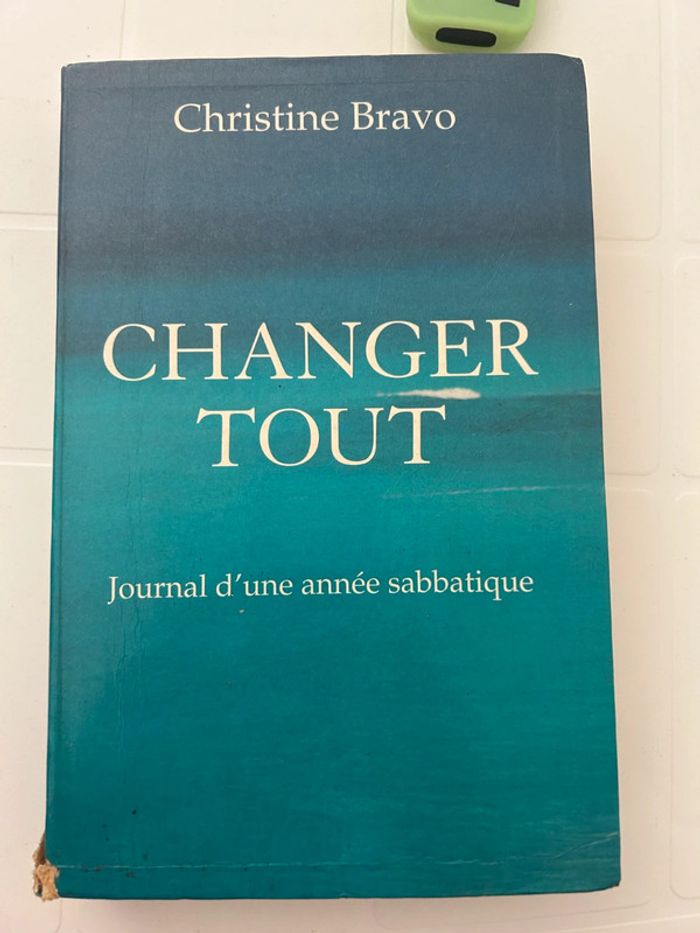 Christine Bravo
CHANGER
TOUT
Journal d'une année sabbatique